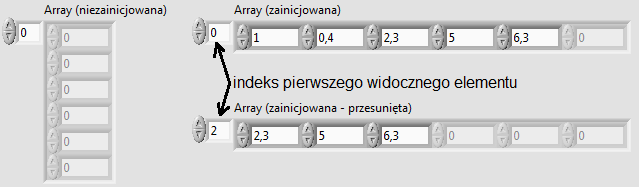 Array (niezainicjowana)
0
0
0
0
0
0
0
Array (zainicjowana)
0 1 0,4 2,3 5 6,3 0
indeks pierwszego widocznego elementu
Array (zainicjowana - przesunięta)
2 2,3 5 6,3 0 0 0